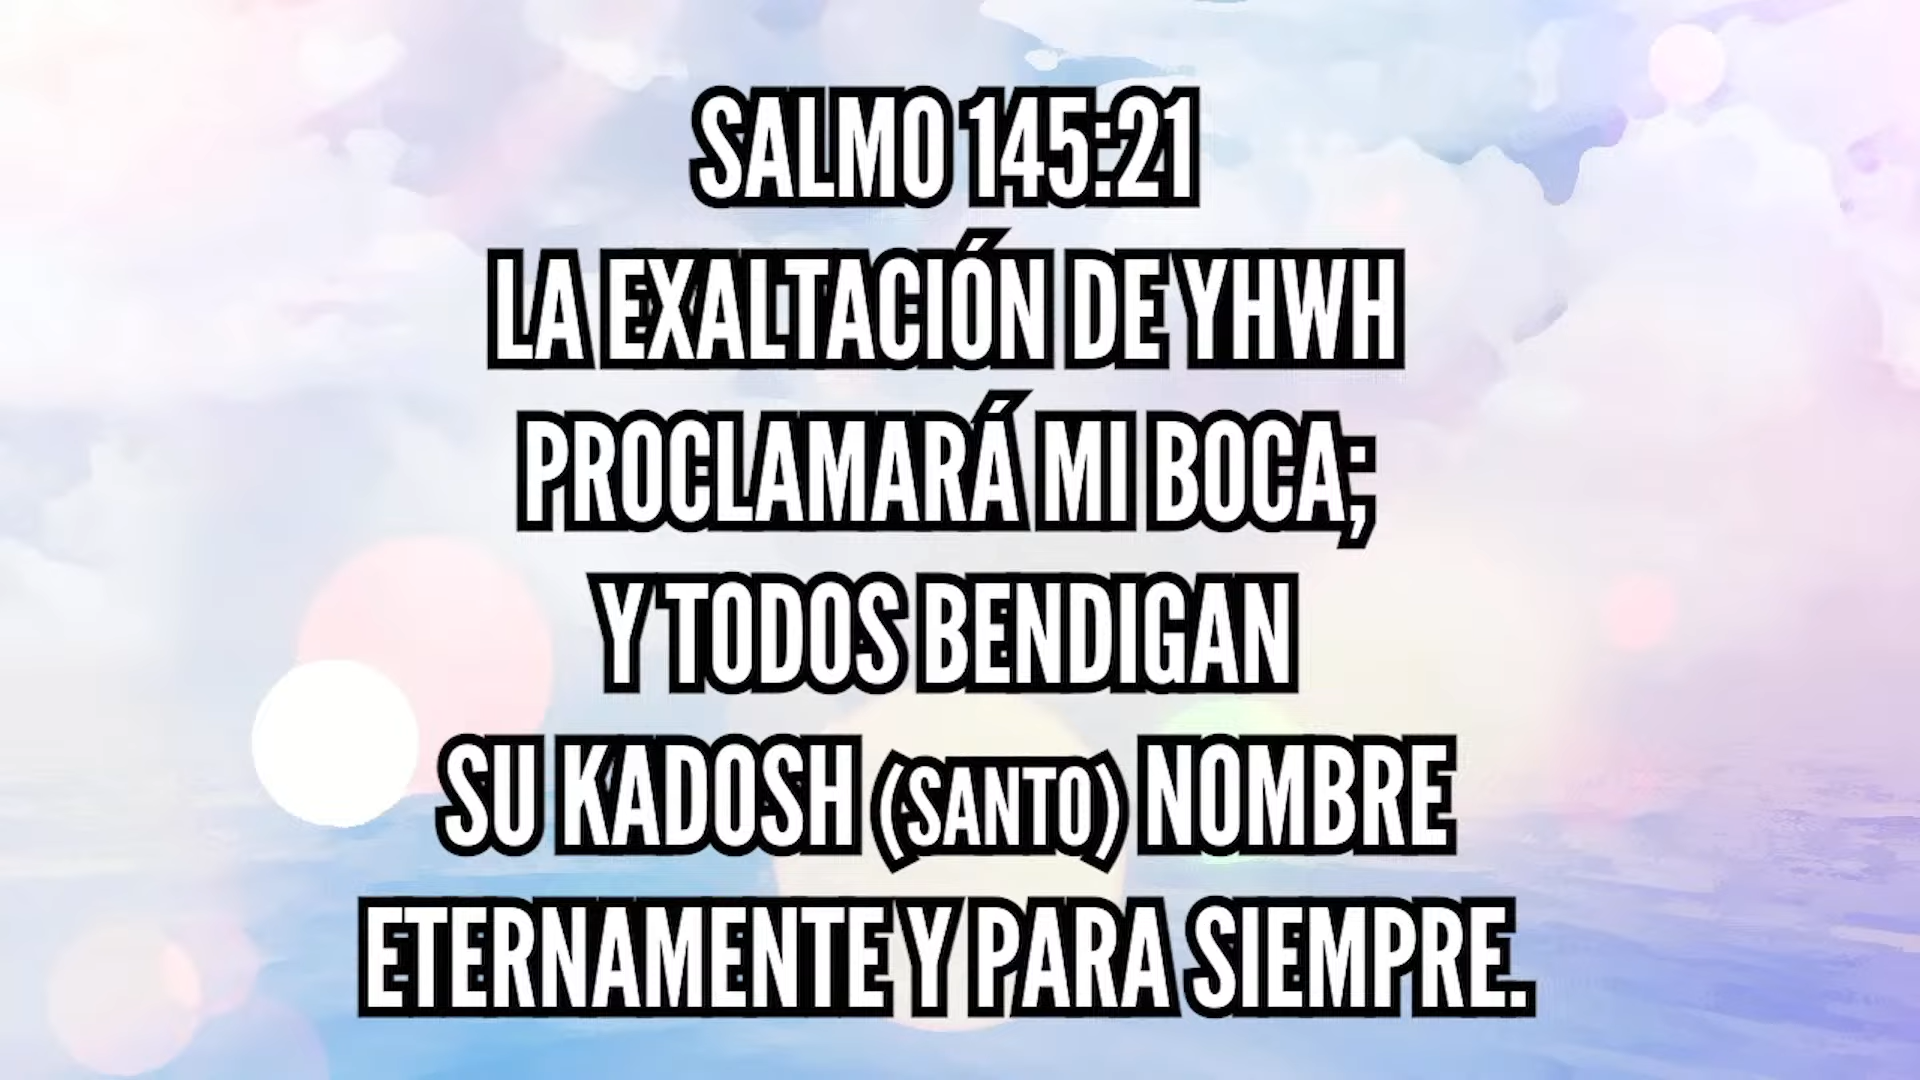 SALMO 145:21
LA EXALTACIÓN DE YHWH
PROCLAMARÁ MI BOCA;
Y TODOS BENDIGAN
SU KADOSH (SANTO) NOMBRE
ETERNAMENTE Y PARA SIEMPRE.